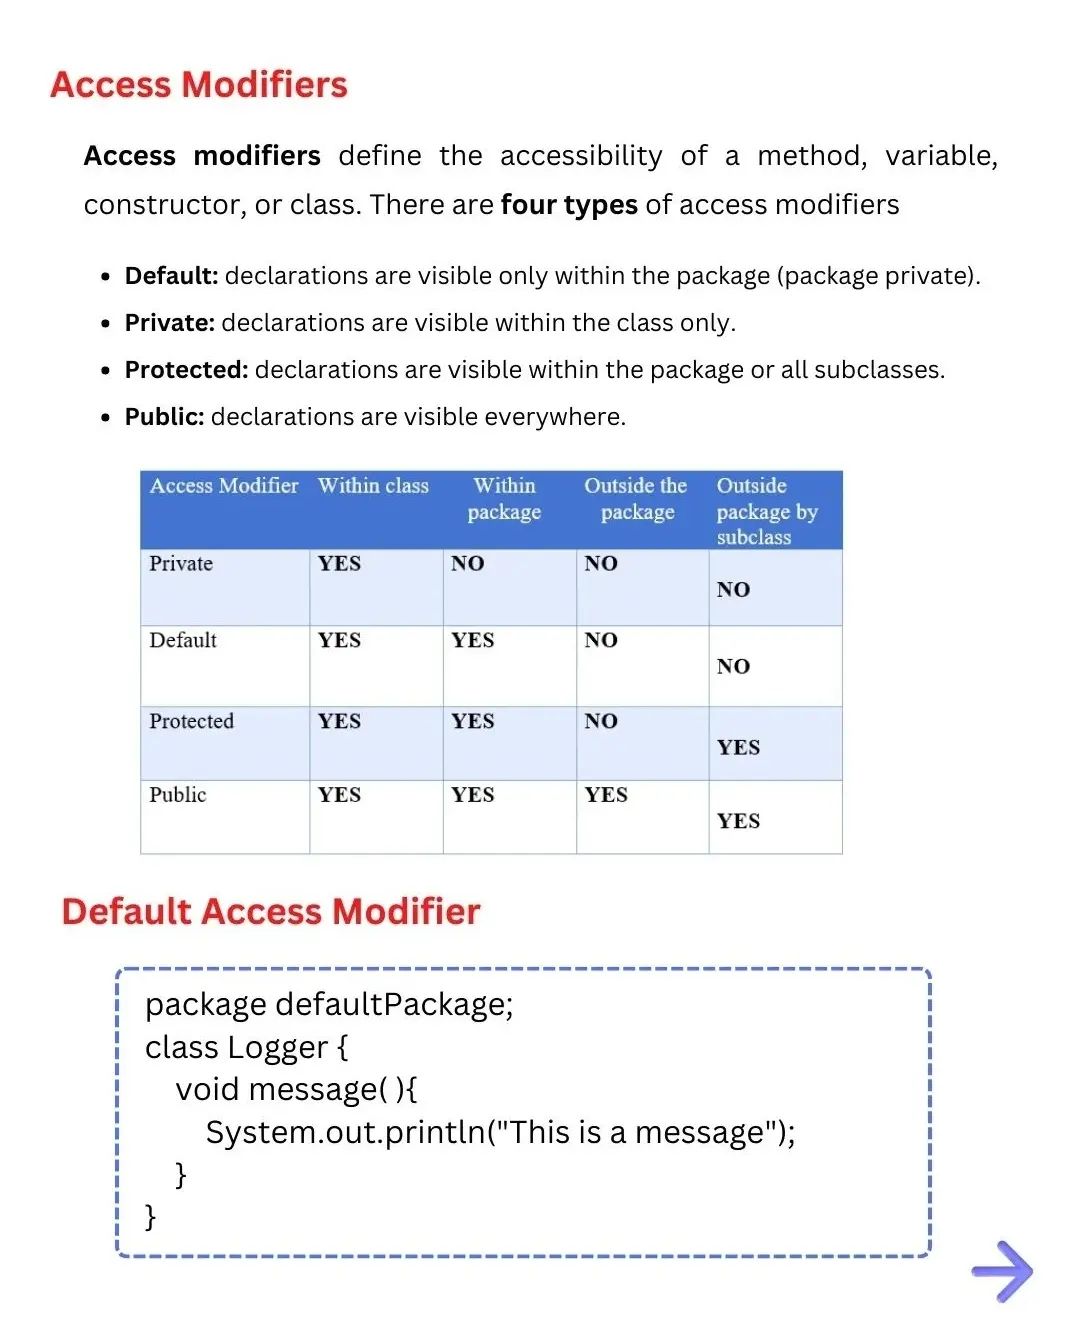 Access Modifiers
Access modifiers define the accessibility of a method, variable,
constructor, or class. There are four types of access modifiers
• Default: declarations are visible only within the package (package private).
• Private: declarations are visible within the class only.
• Protected: declarations are visible within the package or all subclasses.
• Public: declarations are visible everywhere.
Access Modifier Within class Within package Outside the package Outside package by subclass
Private YES NO NO NO
Default YES YES NO NO
Protected YES YES NO YES
Public YES YES YES YES
Default Access Modifier
package defaultPackage;
class Logger {
void message( ){
System.out.println("This is a message");
}
}